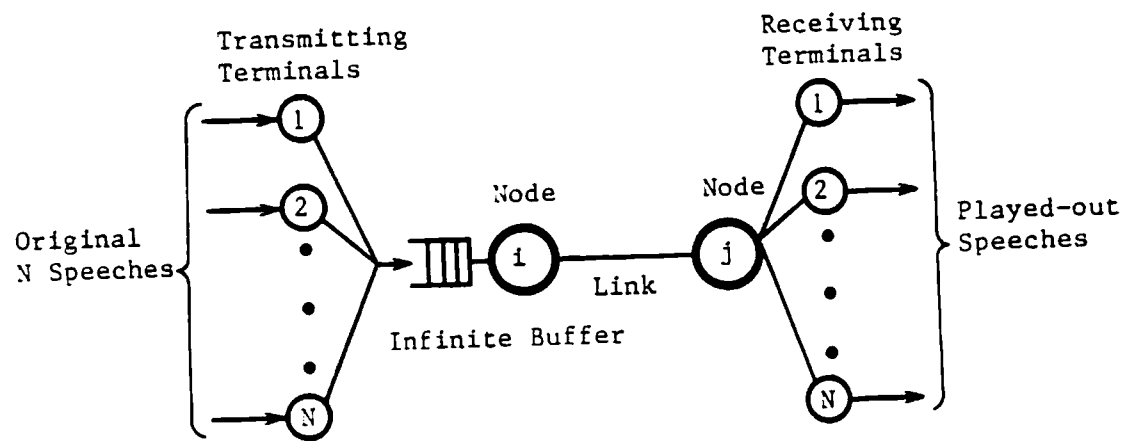 Transmitting
Terminals
Receiving
Terminals
1
1
2
2
Node
Node
Original
N Speeches
i
j
Link
Played-out
Speeches
Infinite Buffer
N
N